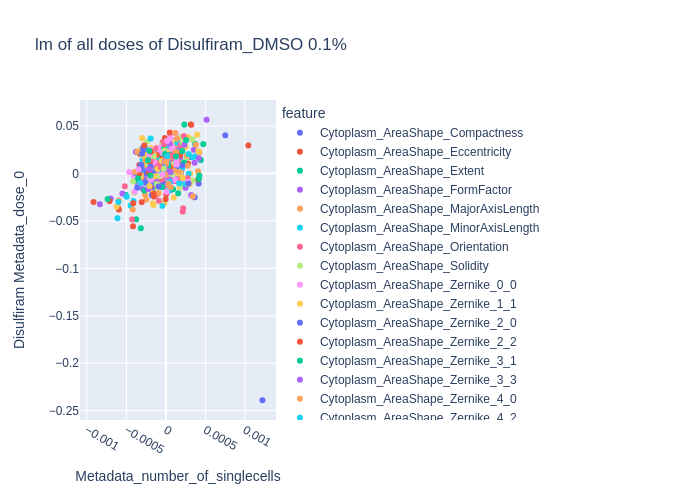 lm of all doses of Disulfiram_DMSO 0.1%
feature
Cytoplasm_AreaShape_Compactness
Cytoplasm_AreaShape_Eccentricity
Cytoplasm_AreaShape_Extent
Cytoplasm_AreaShape_FormFactor
Cytoplasm_AreaShape_MajorAxisLength
Cytoplasm_AreaShape_MinorAxisLength
Cytoplasm_AreaShape_Orientation
Cytoplasm_AreaShape_Solidity
Cytoplasm_AreaShape_Zernike_0_0
Cytoplasm_AreaShape_Zernike_1_1
Cytoplasm_AreaShape_Zernike_2_0
Cytoplasm_AreaShape_Zernike_2_2
Cytoplasm_AreaShape_Zernike_3_1
Cytoplasm_AreaShape_Zernike_3_3
Cytoplasm_AreaShape_Zernike_4_0
Cytoplasm_AreaShape_Zernike_4_2
Disulfiram Metadata_dose_0
0.05
0
−0.05
−0.1
−0.15
−0.2
−0.25
−0.001
−0.0005
0
0.0005
0.001
Metadata_number_of_singlecells